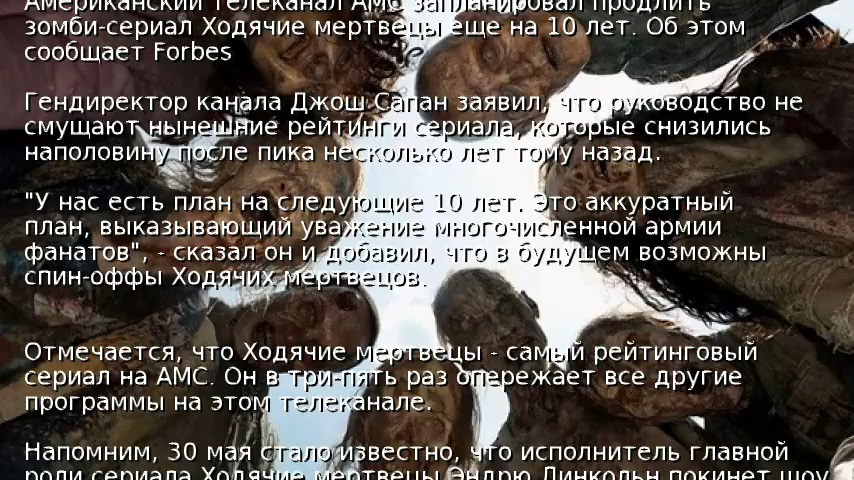 Американский телеканал АМС запланировал продлить
зомби-сериал Ходячие мертвецы еще на 10 лет. Об этом
сообщает Forbes
Гендиректор канала Джош Сапан заявил, что руководство не
смущают нынешние рейтинги сериала, которые снизились
наполовину после пика несколько лет тому назад.
"У нас есть план на следующие 10 лет. Это аккуратный
план, выказывающий уважение многочисленной армии
фанатов", - сказал он и добавил, что в будущем возможны
спин-оффы Ходячих мертвецов.
Отмечается, что Ходячие мертвецы - самый рейтинговый
сериал на АМС. Он в три-пять раз опережает все другие
программы на этом телеканале.
Напомним, 30 мая стало известно, что исполнитель главной
роли сериала Ходячие мертвецы Эндрю Линкольн покинет шоу